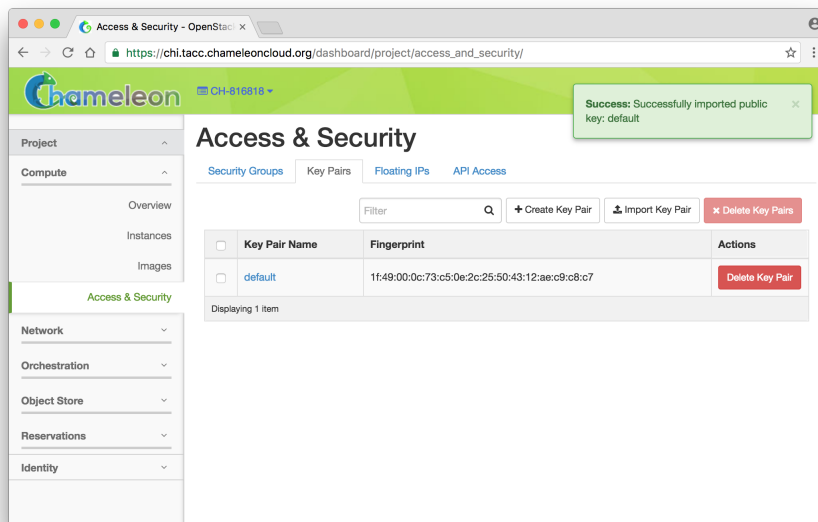 Access & Security - OpenStac
https://chi.tacc.chameleoncloud.org/dashboard/project/access_and_security/
Chameleon
CH-816818
Success: Successfully imported public
key: default
Project
Compute
Overview
Instances
Images
Access & Security
Network
Orchestration
Object Store
Reservations
Identity
Access & Security
Security Groups Key Pairs Floating IPs API Access
Filter + Create Key Pair Import Key Pair × Delete Key Pairs
Key Pair Name Fingerprint Actions
default 1f:49:00:0c:73:c5:0e:2c:25:50:43:12:ae:c9:c8:c7 Delete Key Pair
Displaying 1 item